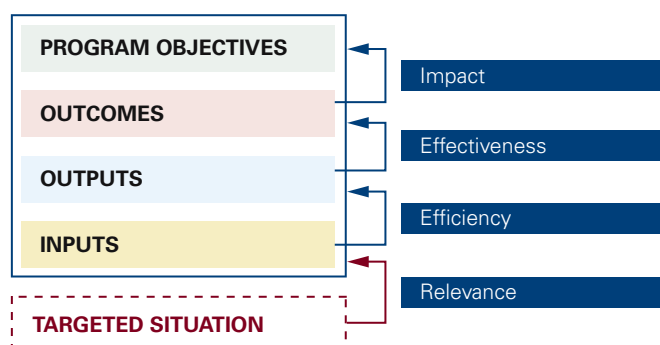 PROGRAM OBJECTIVES
Impact
OUTCOMES
Effectiveness
OUTPUTS
Efficiency
INPUTS
Relevance
TARGETED SITUATION